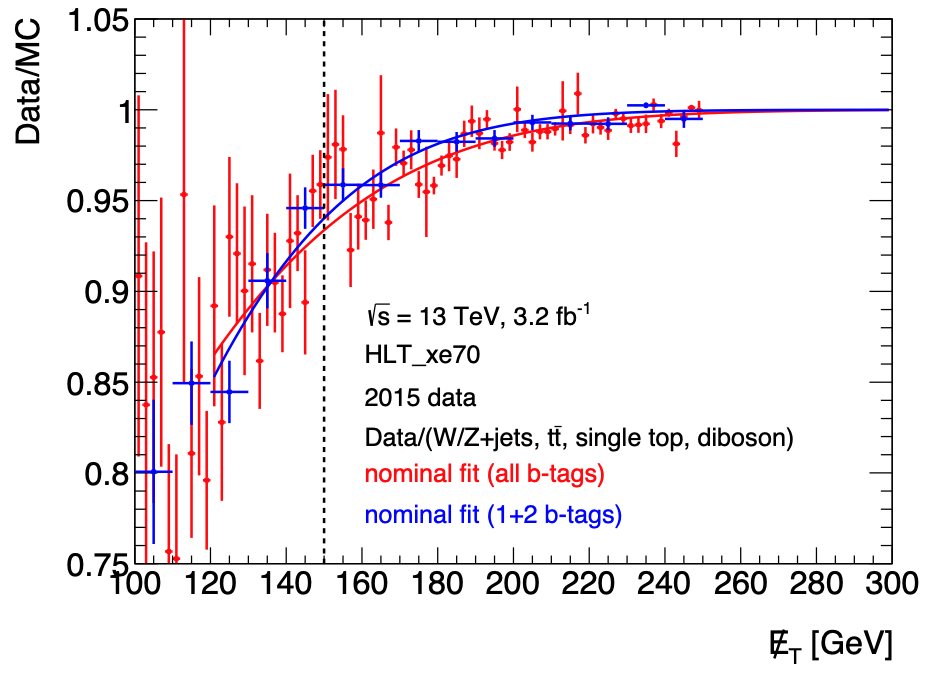 Data/MC
1.05
1
0.95
0.9
0.85
0.8
0.75
√s = 13 TeV, 3.2 fb⁻¹
HLT_xe70
2015 data
Data/(W/Z+jets, tt̄, single top, diboson)
nominal fit (all b-tags)
nominal fit (1+2 b-tags)
100 120 140 160 180 200 220 240 260 280 300
E̸_T [GeV]